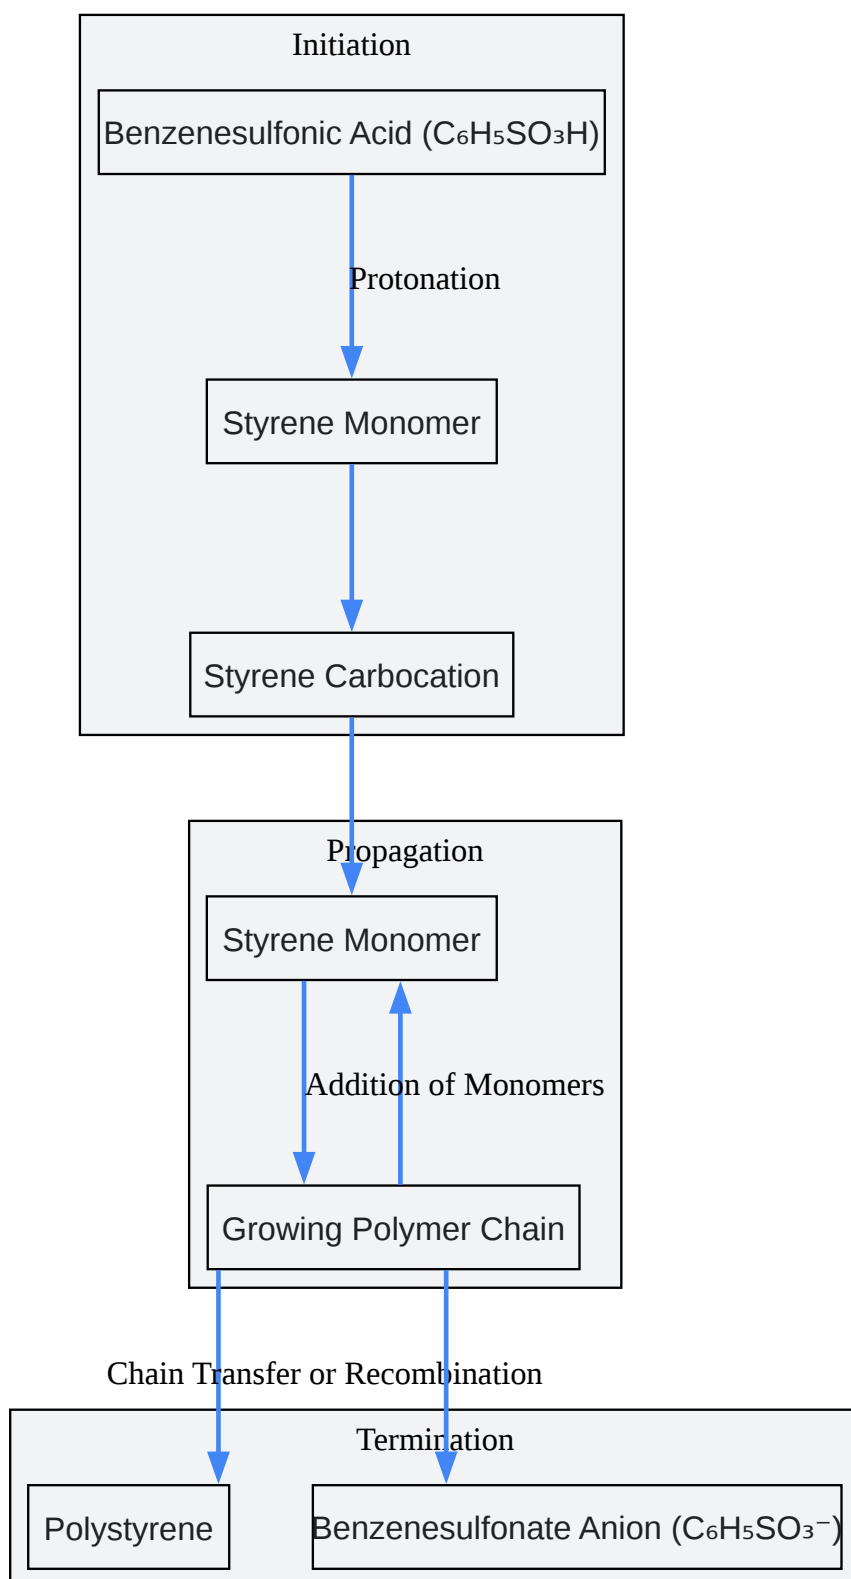 Initiation
Benzenesulfonic Acid (C₆H₅SO₃H)
Protonation
Styrene Monomer
Styrene Carbocation
Propagation
Styrene Monomer
Addition of Monomers
Growing Polymer Chain
Chain Transfer or Recombination
Termination
Polystyrene
Benzenesulfonate Anion (C₆H₅SO₃⁻)